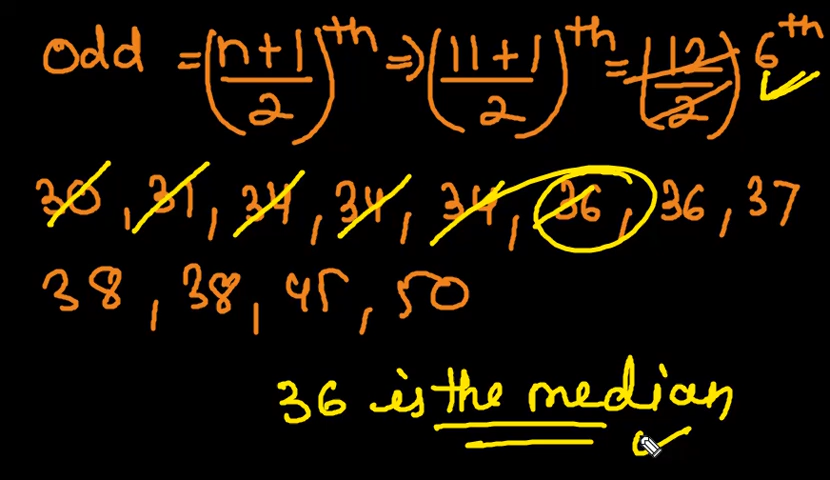 Odd = (n+1/2)th => (11+1/2)th = (12/2) 6th
30, 31, 34, 34, 34, 36, 36, 37
38, 38, 45, 50
36 is the median